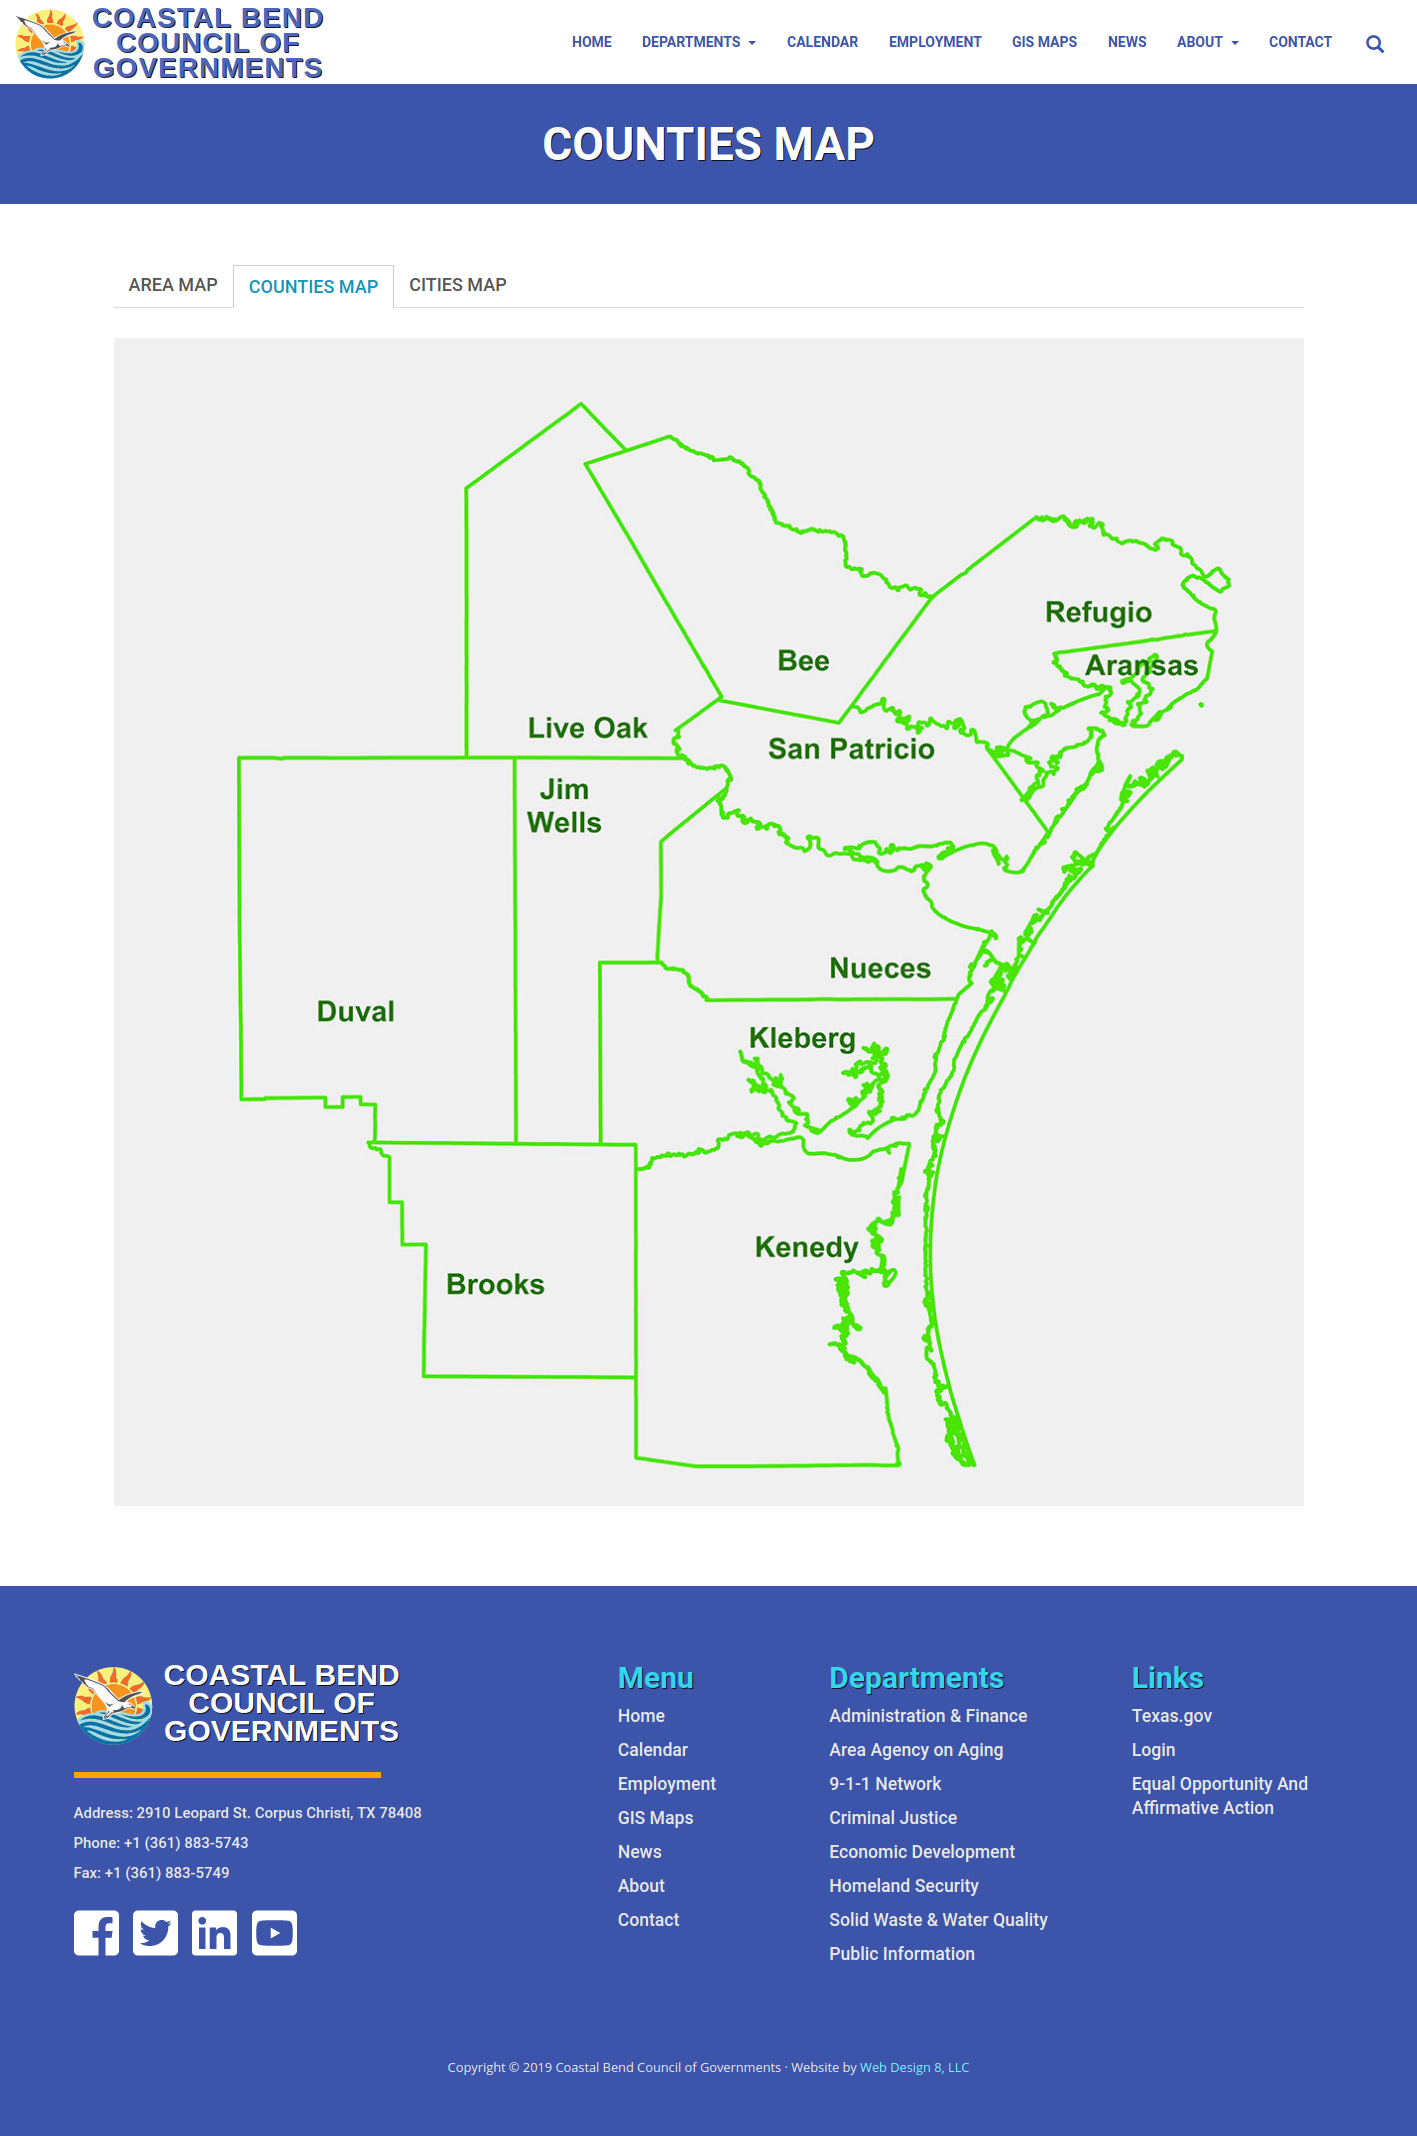 COASTAL BEND
COUNCIL OF
GOVERNMENTS
HOME DEPARTMENTS CALENDAR EMPLOYMENT GIS MAPS NEWS ABOUT CONTACT
COUNTIES MAP
AREA MAP COUNTIES MAP CITIES MAP
Refugio
Bee
Aransas
Live Oak
San Patricio
Jim
Wells
Nueces
Duval
Kleberg
Kenedy
Brooks
COASTAL BEND
COUNCIL OF
GOVERNMENTS
Address: 2910 Leopard St. Corpus Christi, TX 78408
Phone: +1 (361) 883-5743
Fax: +1 (361) 883-5749
Menu
Home
Calendar
Employment
GIS Maps
News
About
Contact
Departments
Administration & Finance
Area Agency on Aging
9-1-1 Network
Criminal Justice
Economic Development
Homeland Security
Solid Waste & Water Quality
Public Information
Links
Texas.gov
Login
Equal Opportunity And
Affirmative Action
Copyright © 2019 Coastal Bend Council of Governments · Website by Web Design 8, LLC